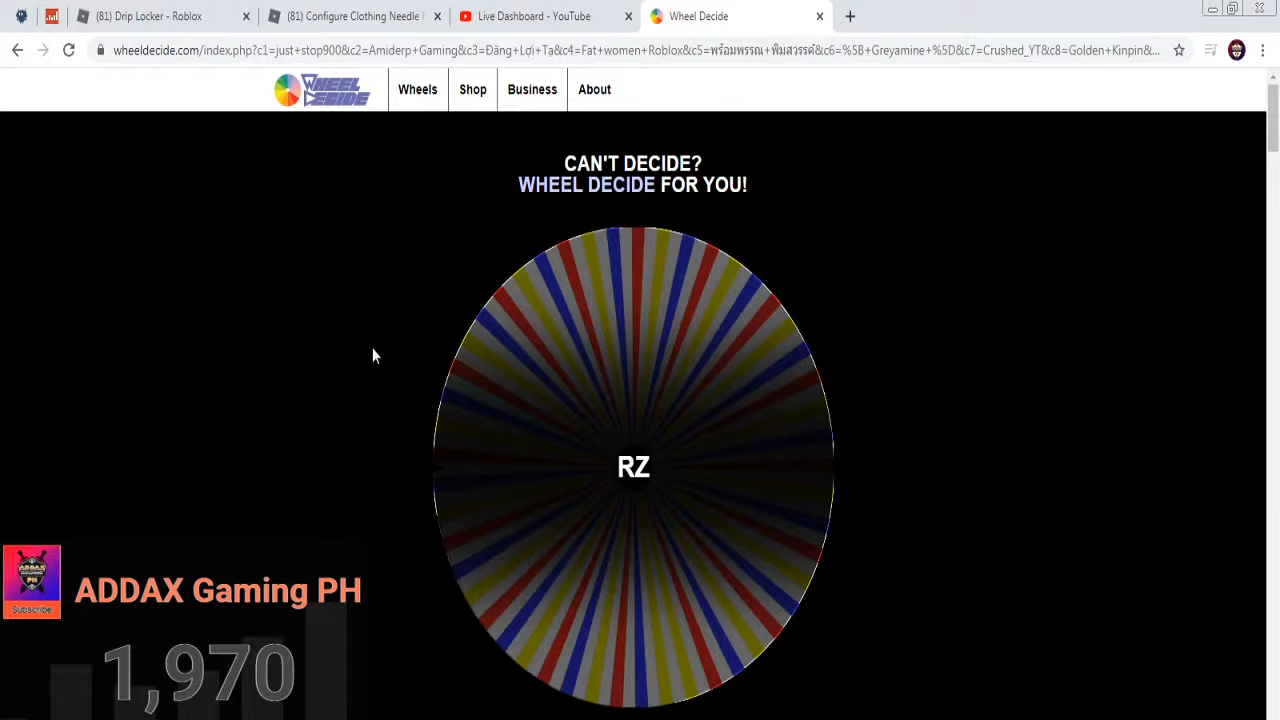 (81) Drip Locker - Roblox
(81) Configure Clothing Needle F
Live Dashboard - YouTube
Wheel Decide
wheeldecide.com/index.php?c1=just+stop900&c2=Amiderp+Gaming&c3=Đăng+Lợi+Tạ&c4=Fat+women+Roblox&c5=พร้อมพรรณ+พิมสวรรค์&c6=%5B+Greyamine+%5D&c7=Crushed_YT&c8=Golden+Kinpin&...
WHEEL DECIDE
Wheels
Shop
Business
About
CAN'T DECIDE?
WHEEL DECIDE FOR YOU!
RZ
ADDAX Gaming PH
Subscribe
1,970